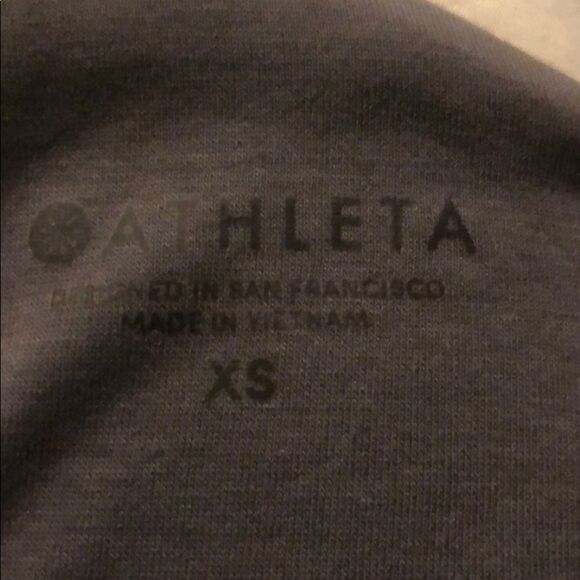 ATHLETA
DESIGNED IN SAN FRANCISCO
MADE IN VIETNAM
XS